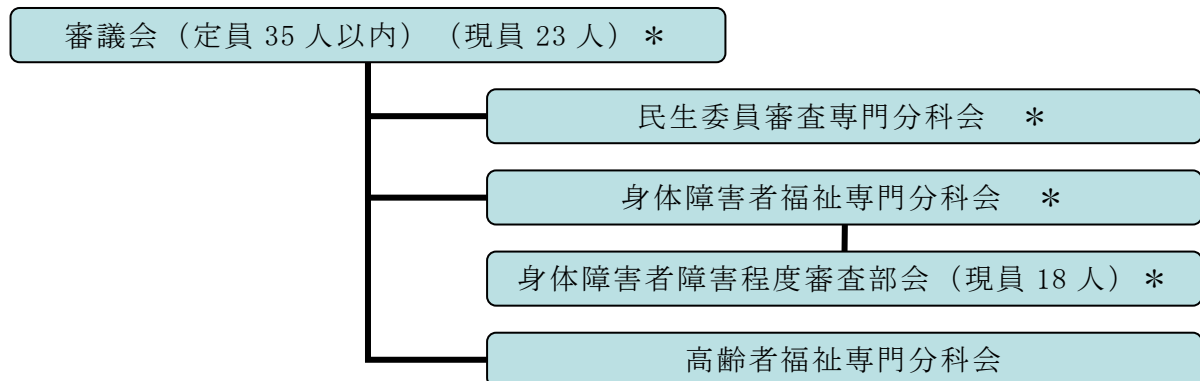 審議会（定員 35 人以内）（現員 23 人）＊
民生委員審査専門分科会　＊
身体障害者福祉専門分科会　＊
身体障害者障害程度審査部会（現員 18 人）＊
高齢者福祉専門分科会